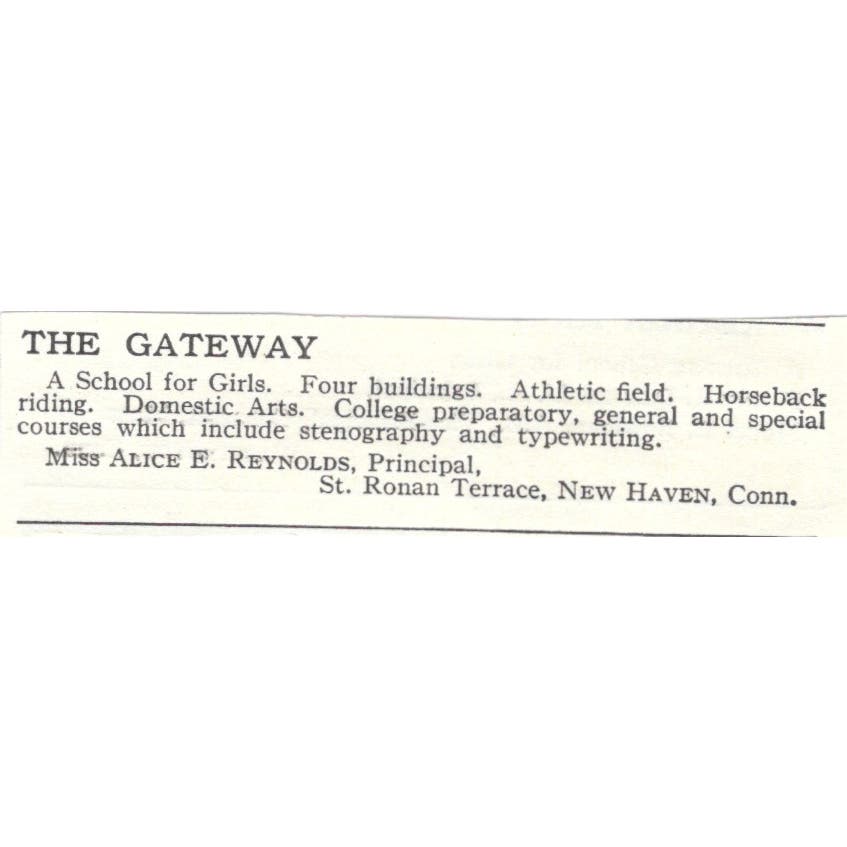 THE GATEWAY
A School for Girls. Four buildings. Athletic field. Horseback
riding. Domestic Arts. College preparatory, general and special
courses which include stenography and typewriting.
Miss ALICE E. REYNOLDS, Principal,
St. Ronan Terrace, NEW HAVEN, Conn.